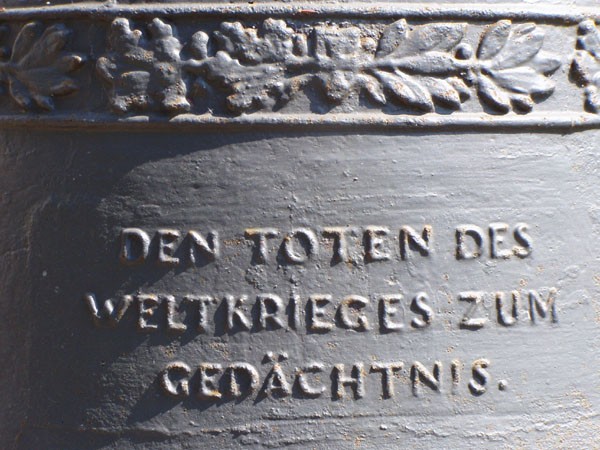 DEN TOTEN DES
WELTKRIEGES ZUM
GEDÄCHTNIS.